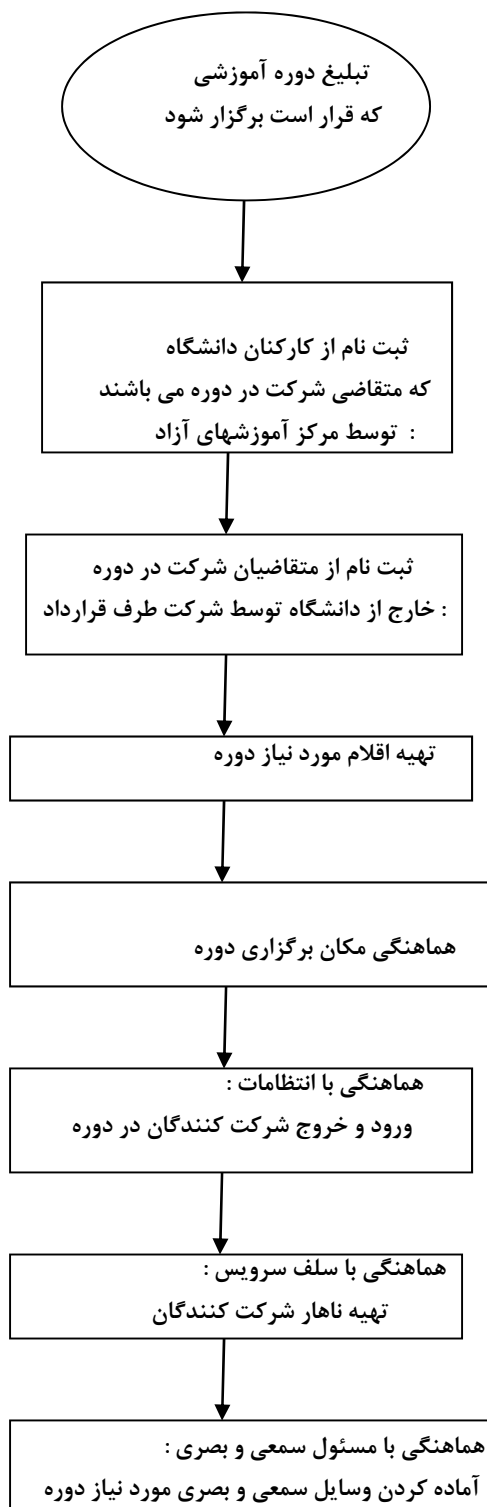 تبلیغ دوره آموزشی
که قرار است برگزار شود
ثبت نام از کارکنان دانشگاه
که متقاضی شرکت در دوره می باشند
توسط مرکز آموزشهای آزاد :
ثبت نام از متقاضیان شرکت در دوره
خارج از دانشگاه توسط شرکت طرف قرارداد :
تهیه اقلام مورد نیاز دوره
هماهنگی مکان برگزاری دوره
هماهنگی با انتظامات :
ورود و خروج شرکت کنندگان در دوره
هماهنگی با سلف سرویس :
تهیه ناهار شرکت کنندگان
هماهنگی با مسئول سمعی و بصری :
آماده کردن وسایل سمعی و بصری مورد نیاز دوره